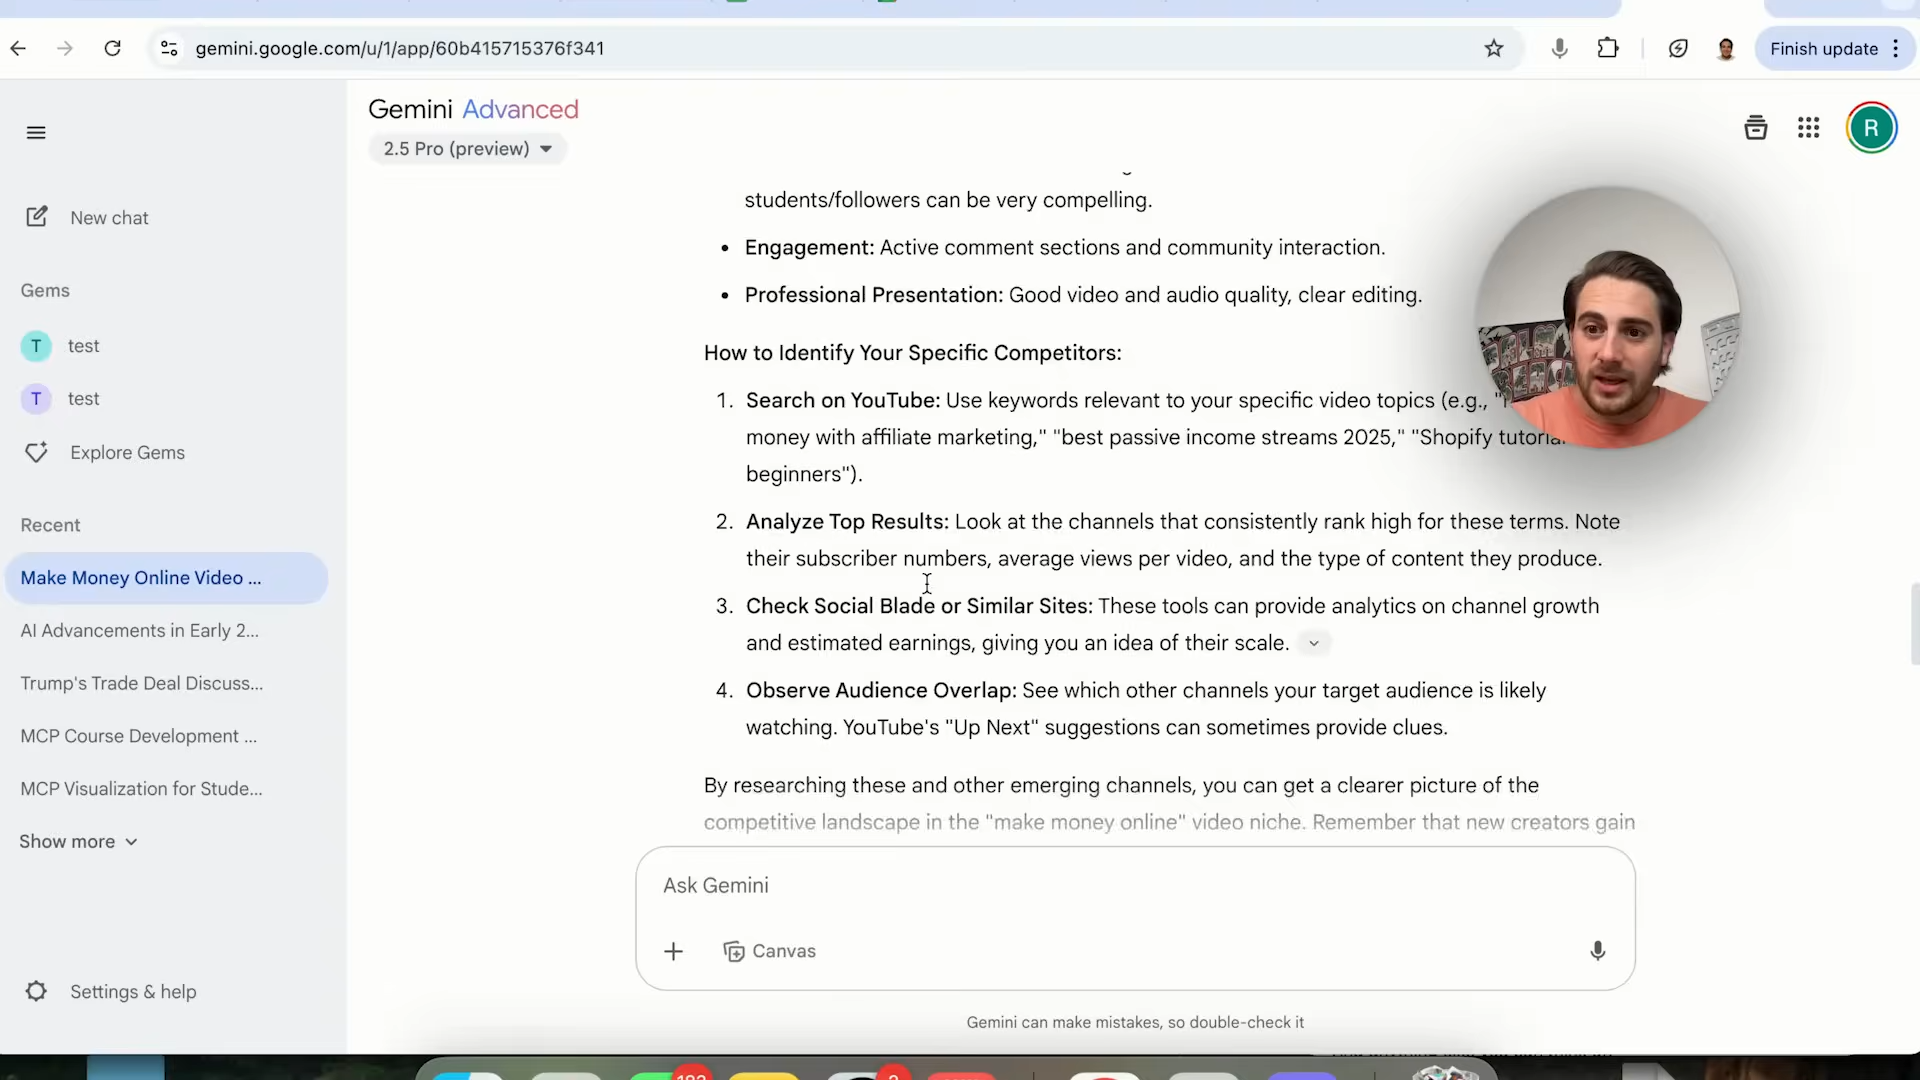 gemini.google.com/u/1/app/60b415715376f341
Finish update
Gemini Advanced
2.5 Pro (preview)
R
New chat
Gems
T test
T test
Explore Gems
Recent
Make Money Online Video ...
AI Advancements in Early 2...
Trump's Trade Deal Discuss...
MCP Course Development ...
MCP Visualization for Stude...
Show more
Settings & help
students/followers can be very compelling.
• Engagement: Active comment sections and community interaction.
• Professional Presentation: Good video and audio quality, clear editing.
How to Identify Your Specific Competitors:
1. Search on YouTube: Use keywords relevant to your specific video topics (e.g., "
money with affiliate marketing," "best passive income streams 2025," "Shopify
beginners").
2. Analyze Top Results: Look at the channels that consistently rank high for these terms. Note
their subscriber numbers, average views per video, and the type of content they produce.
3. Check Social Blade or Similar Sites: These tools can provide analytics on channel growth
and estimated earnings, giving you an idea of their scale.
4. Observe Audience Overlap: See which other channels your target audience is likely
watching. YouTube's "Up Next" suggestions can sometimes provide clues.
By researching these and other emerging channels, you can get a clearer picture of the
competitive landscape in the "make money online" video niche. Remember that new creators gain
Ask Gemini
Canvas
Gemini can make mistakes, so double-check it